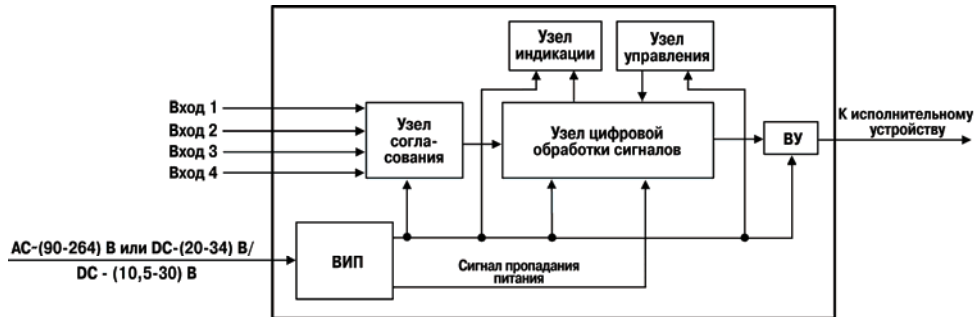 Узел
индикации
Узел
управления
Вход 1
Вход 2
Вход 3
Вход 4
Узел
согла-
сования
Узел цифровой
обработки сигналов
ВУ
К исполнительному
устройству
AC~(90-264) В или DC-(20-34) В/
DC - (10,5-30) В
ВИП
Сигнал пропадания
питания